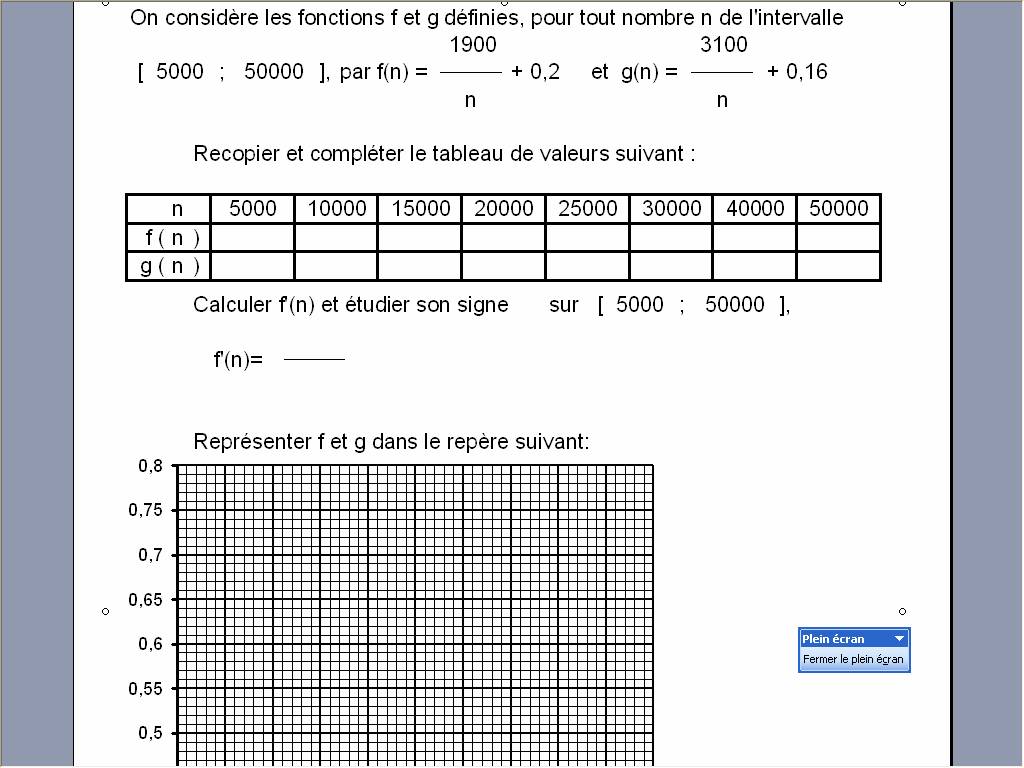 On considère les fonctions f et g définies, pour tout nombre n de l'intervalle
1900 3100
[ 5000 ; 50000 ], par f(n) = + 0,2 et g(n) = + 0,16
n n
Recopier et compléter le tableau de valeurs suivant :
n 5000 10000 15000 20000 25000 30000 40000 50000
f ( n )
g ( n )
Calculer f'(n) et étudier son signe sur [ 5000 ; 50000 ],
f'(n)=
Représenter f et g dans le repère suivant:
0,8
0,75
0,7
0,65
0,6
0,55
0,5
Plein écran
Fermer le plein écran